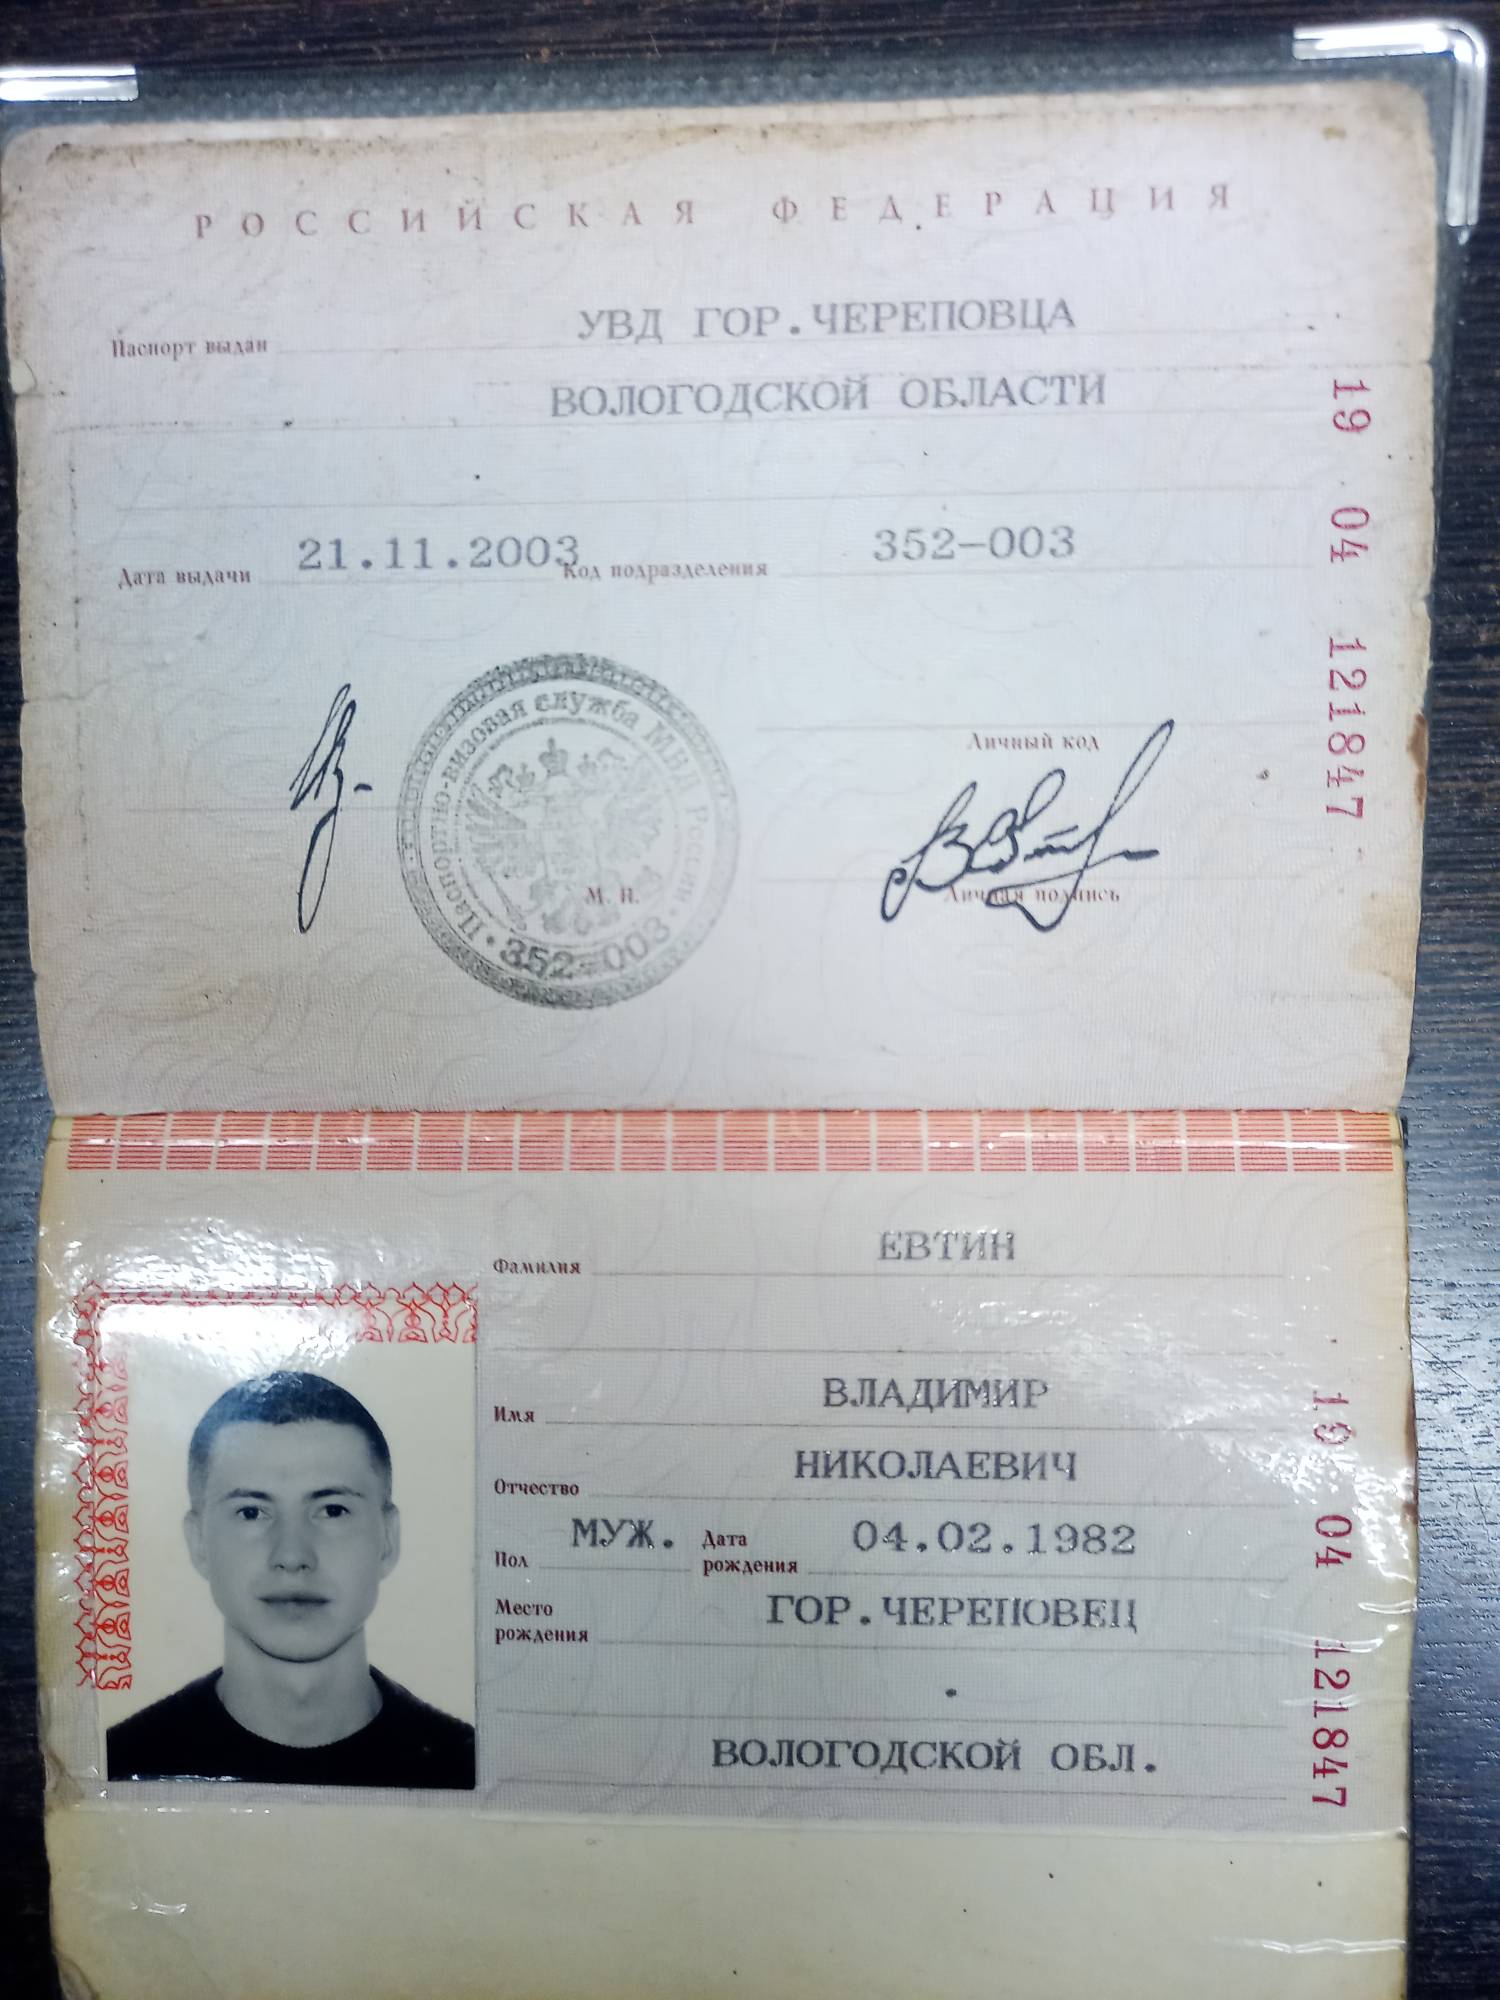 РОССИЙСКАЯ ФЕДЕРАЦИЯ
Паспорт выдан УВД ГОР.ЧЕРЕПОВЦА
ВОЛОГОДСКОЙ ОБЛАСТИ
Дата выдачи 21.11.2003 Код подразделения 352-003
Личный код
Паспортно-визовая служба МВД России
352-003
М. П.
Личная подпись
19 04 121847
Фамилия ЕВТИН
Имя ВЛАДИМИР
Отчество НИКОЛАЕВИЧ
Пол МУЖ. Дата рождения 04.02.1982
Место рождения ГОР.ЧЕРЕПОВЕЦ
ВОЛОГОДСКОЙ ОБЛ.
19 04 121847